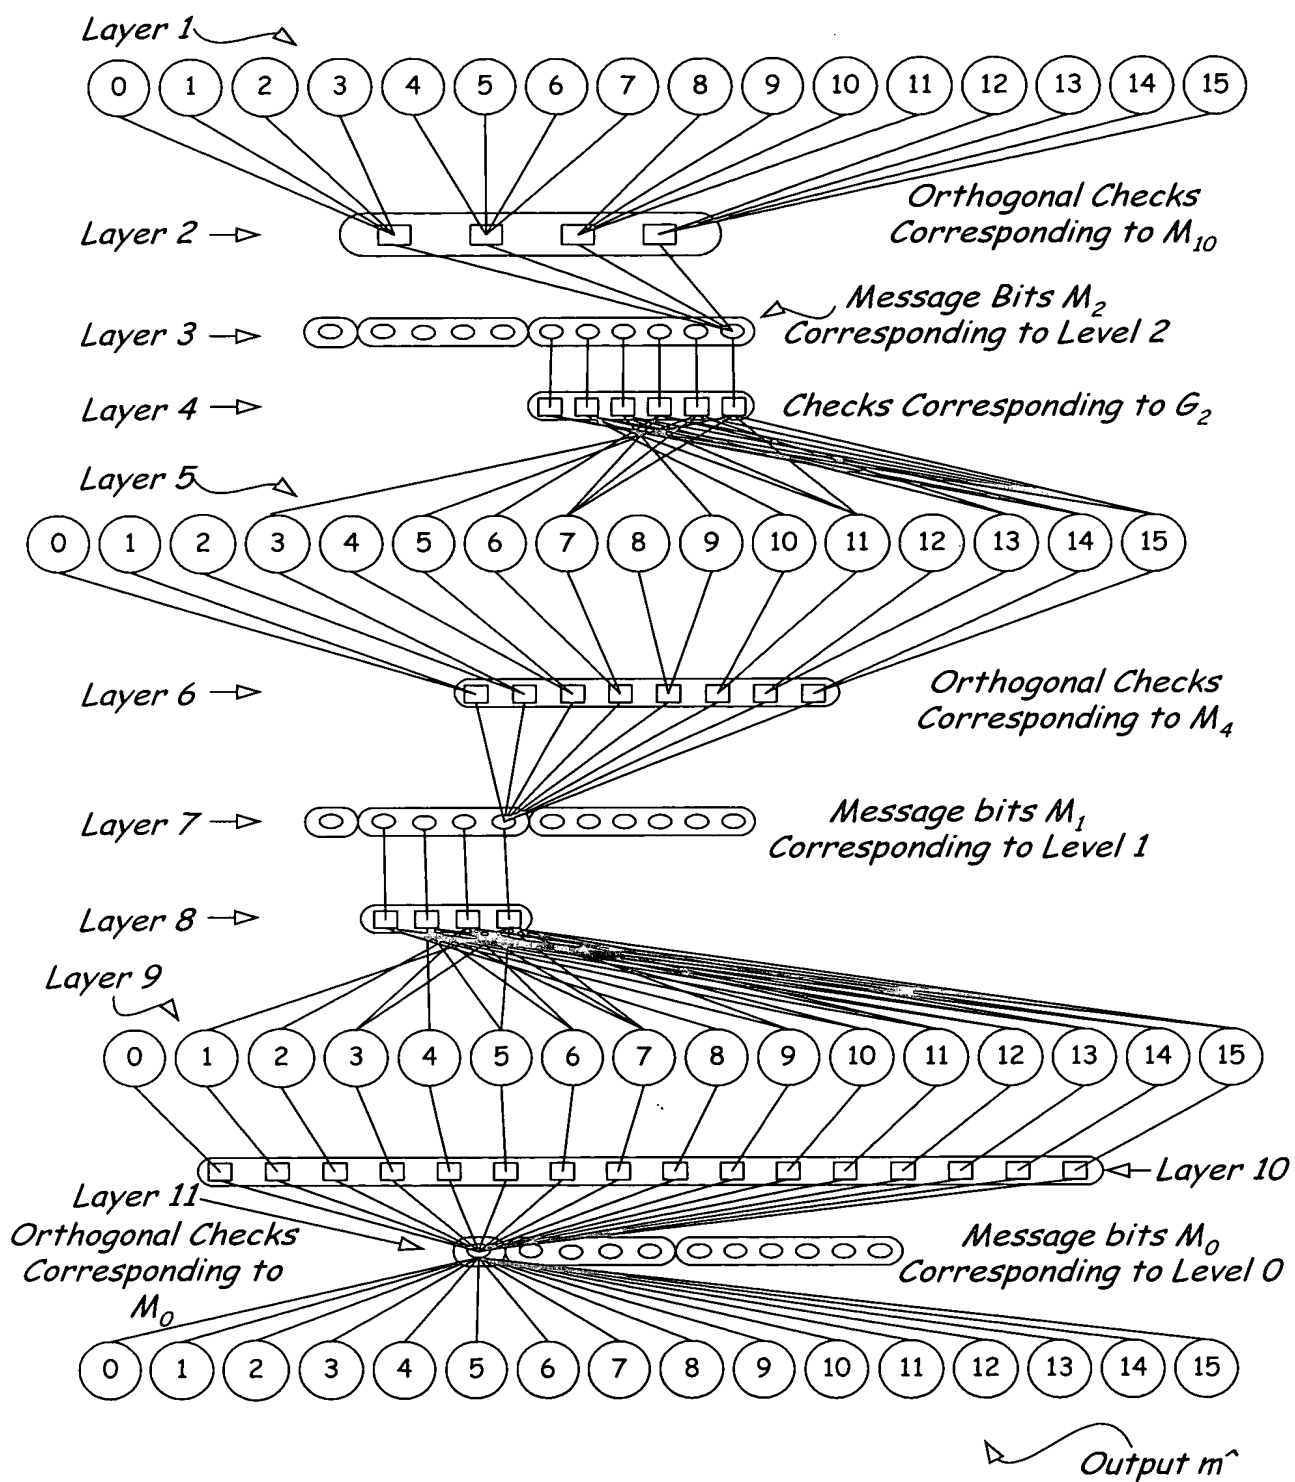 Layer 1
0 1 2 3 4 5 6 7 8 9 10 11 12 13 14 15
Orthogonal Checks
Corresponding to M10
Layer 2
Message Bits M2
Corresponding to Level 2
Layer 3
Layer 4
Checks Corresponding to G2
Layer 5
0 1 2 3 4 5 6 7 8 9 10 11 12 13 14 15
Layer 6
Orthogonal Checks
Corresponding to M4
Layer 7
Message bits M1
Corresponding to Level 1
Layer 8
Layer 9
0 1 2 3 4 5 6 7 8 9 10 11 12 13 14 15
Layer 10
Layer 11
Orthogonal Checks
Corresponding to
M0
Message bits M0
Corresponding to Level 0
0 1 2 3 4 5 6 7 8 9 10 11 12 13 14 15
Output m^